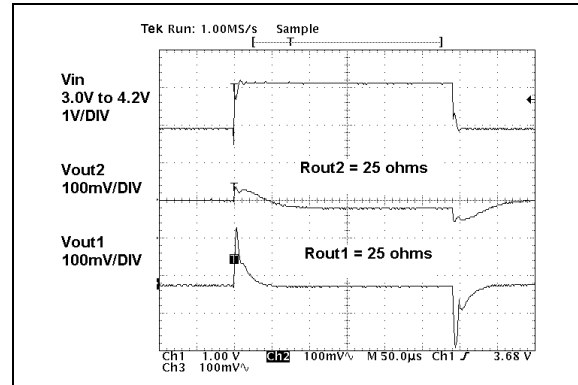 Tek Run: 1.00MS/s Sample
[ T ]
Vin
3.0V to 4.2V
1V/DIV
Vout2
100mV/DIV
Rout2 = 25 ohms
Vout1
100mV/DIV
Rout1 = 25 ohms
T
Ch1 1.00 V Ch2 100mV∿ M 50.0µs Ch1 ƒ 3.68 V
Ch3 100mV∿